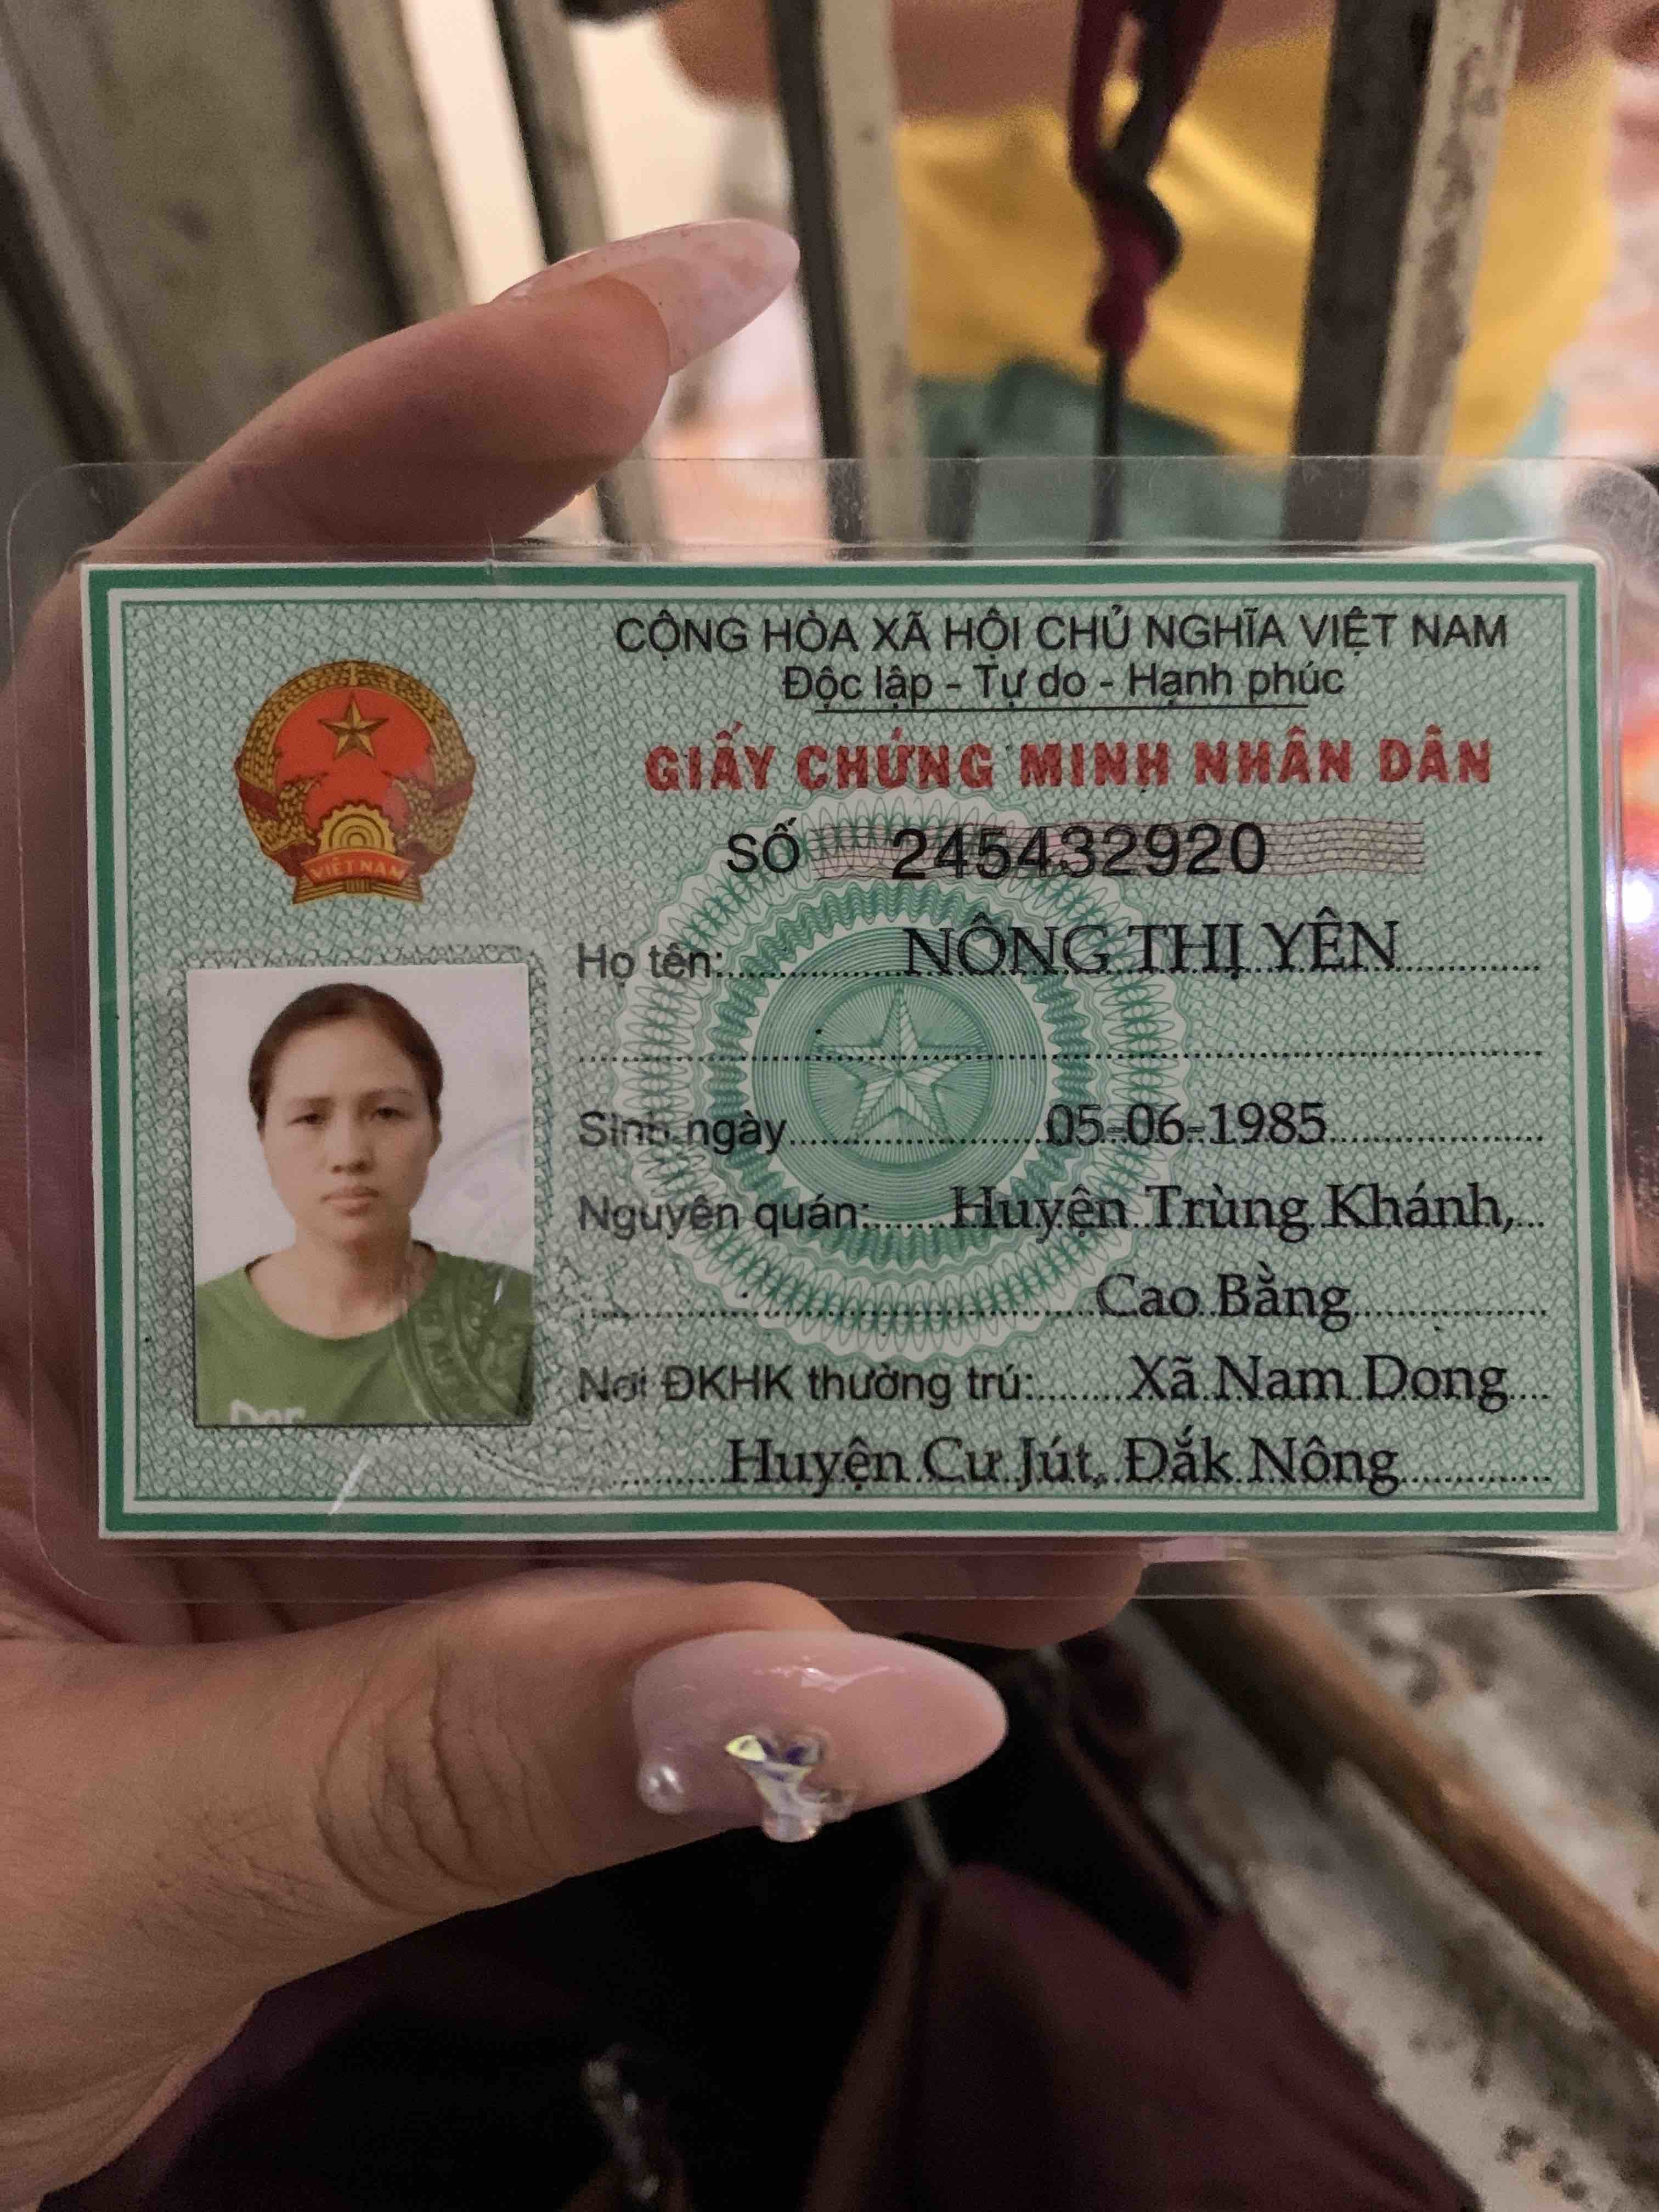 CỘNG HÒA XÃ HỘI CHỦ NGHĨA VIỆT NAM
Độc lập - Tự do - Hạnh phúc
GIẤY CHỨNG MINH NHÂN DÂN
SỐ 245432920
VIỆT NAM
Họ tên: NÔNG THỊ YÊN
Sinh ngày 05-06-1985
Nguyên quán: Huyện Trùng Khánh,
Cao Bằng
Nơi ĐKHK thường trú: Xã Nam Dong
Huyện Cư Jút, Đắk Nông